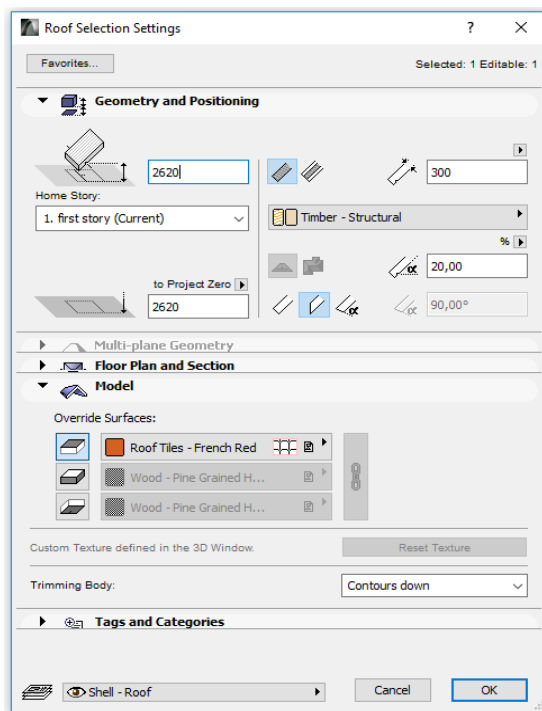 Roof Selection Settings
Favorites...
Selected: 1 Editable: 1
Geometry and Positioning
2620
300
Home Story:
1. first story (Current)
Timber - Structural
%
α 20,00
to Project Zero
2620
α
α 90,00°
Multi-plane Geometry
Floor Plan and Section
Model
Override Surfaces:
Roof Tiles - French Red
Wood - Pine Grained H...
Wood - Pine Grained H...
Custom Texture defined in the 3D Window.
Reset Texture
Trimming Body:
Contours down
Tags and Categories
Shell - Roof
Cancel
OK